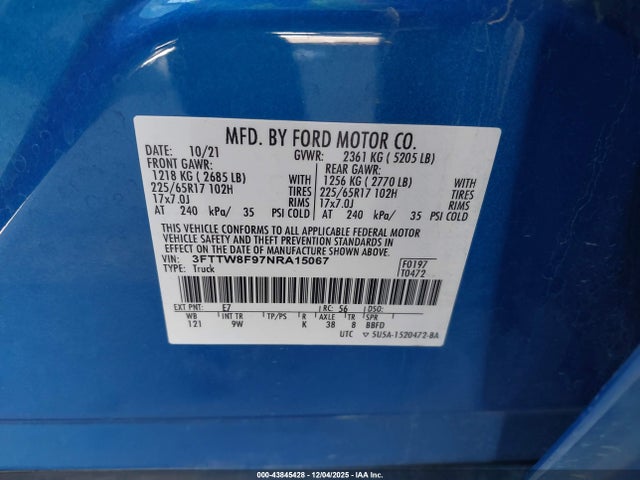 MFD. BY FORD MOTOR CO.
DATE: 10/21 GVWR: 2361 KG ( 5205 LB)
FRONT GAWR: REAR GAWR:
1218 KG ( 2685 LB) 1256 KG ( 2770 LB)
225/65R17 102H TIRES 225/65R17 102H TIRES
17x7.0J RIMS 17x7.0J RIMS
AT 240 kPa/ 35 PSI COLD AT 240 kPa/ 35 PSI COLD
THIS VEHICLE CONFORMS TO ALL APPLICABLE FEDERAL MOTOR
VEHICLE SAFETY AND THEFT PREVENTION STANDARDS IN
EFFECT ON THE DATE OF MANUFACTURE SHOWN ABOVE.
VIN: 3FTTW8F97NRA15067 F0197
TYPE: Truck T0472
EXT PNT: E7 RC: 56 DSO:
WB INT TR TP/PS R AXLE TR SPR
121 9W K 38 8 BBFD
UTC ▽ 5U5A-1520472-BA
000-43845428 - 12/04/2025 - IAA Inc.